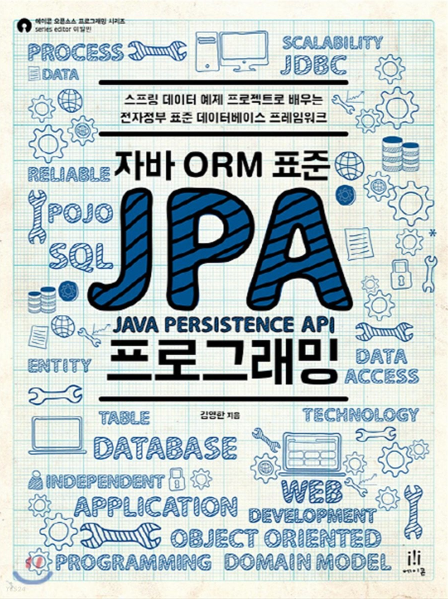 에이콘 오픈소스 프로그래밍 시리즈
series editor 이일민
PROCESS
SCALABILITY
JDBC
DATA
스프링 데이터 예제 프로젝트로 배우는
전자정부 표준 데이터베이스 프레임워크
RELIABLE
자바 ORM 표준
POJO
SQL
JPA
JAVA PERSISTENCE API
프로그래밍
ENTITY
DATA
ACCESS
김영한 지음
TABLE
TECHNOLOGY
DATABASE
INDEPENDENT
WEB
APPLICATION
DEVELOPMENT
OBJECT ORIENTED
PROGRAMMING
DOMAIN MODEL
에이콘